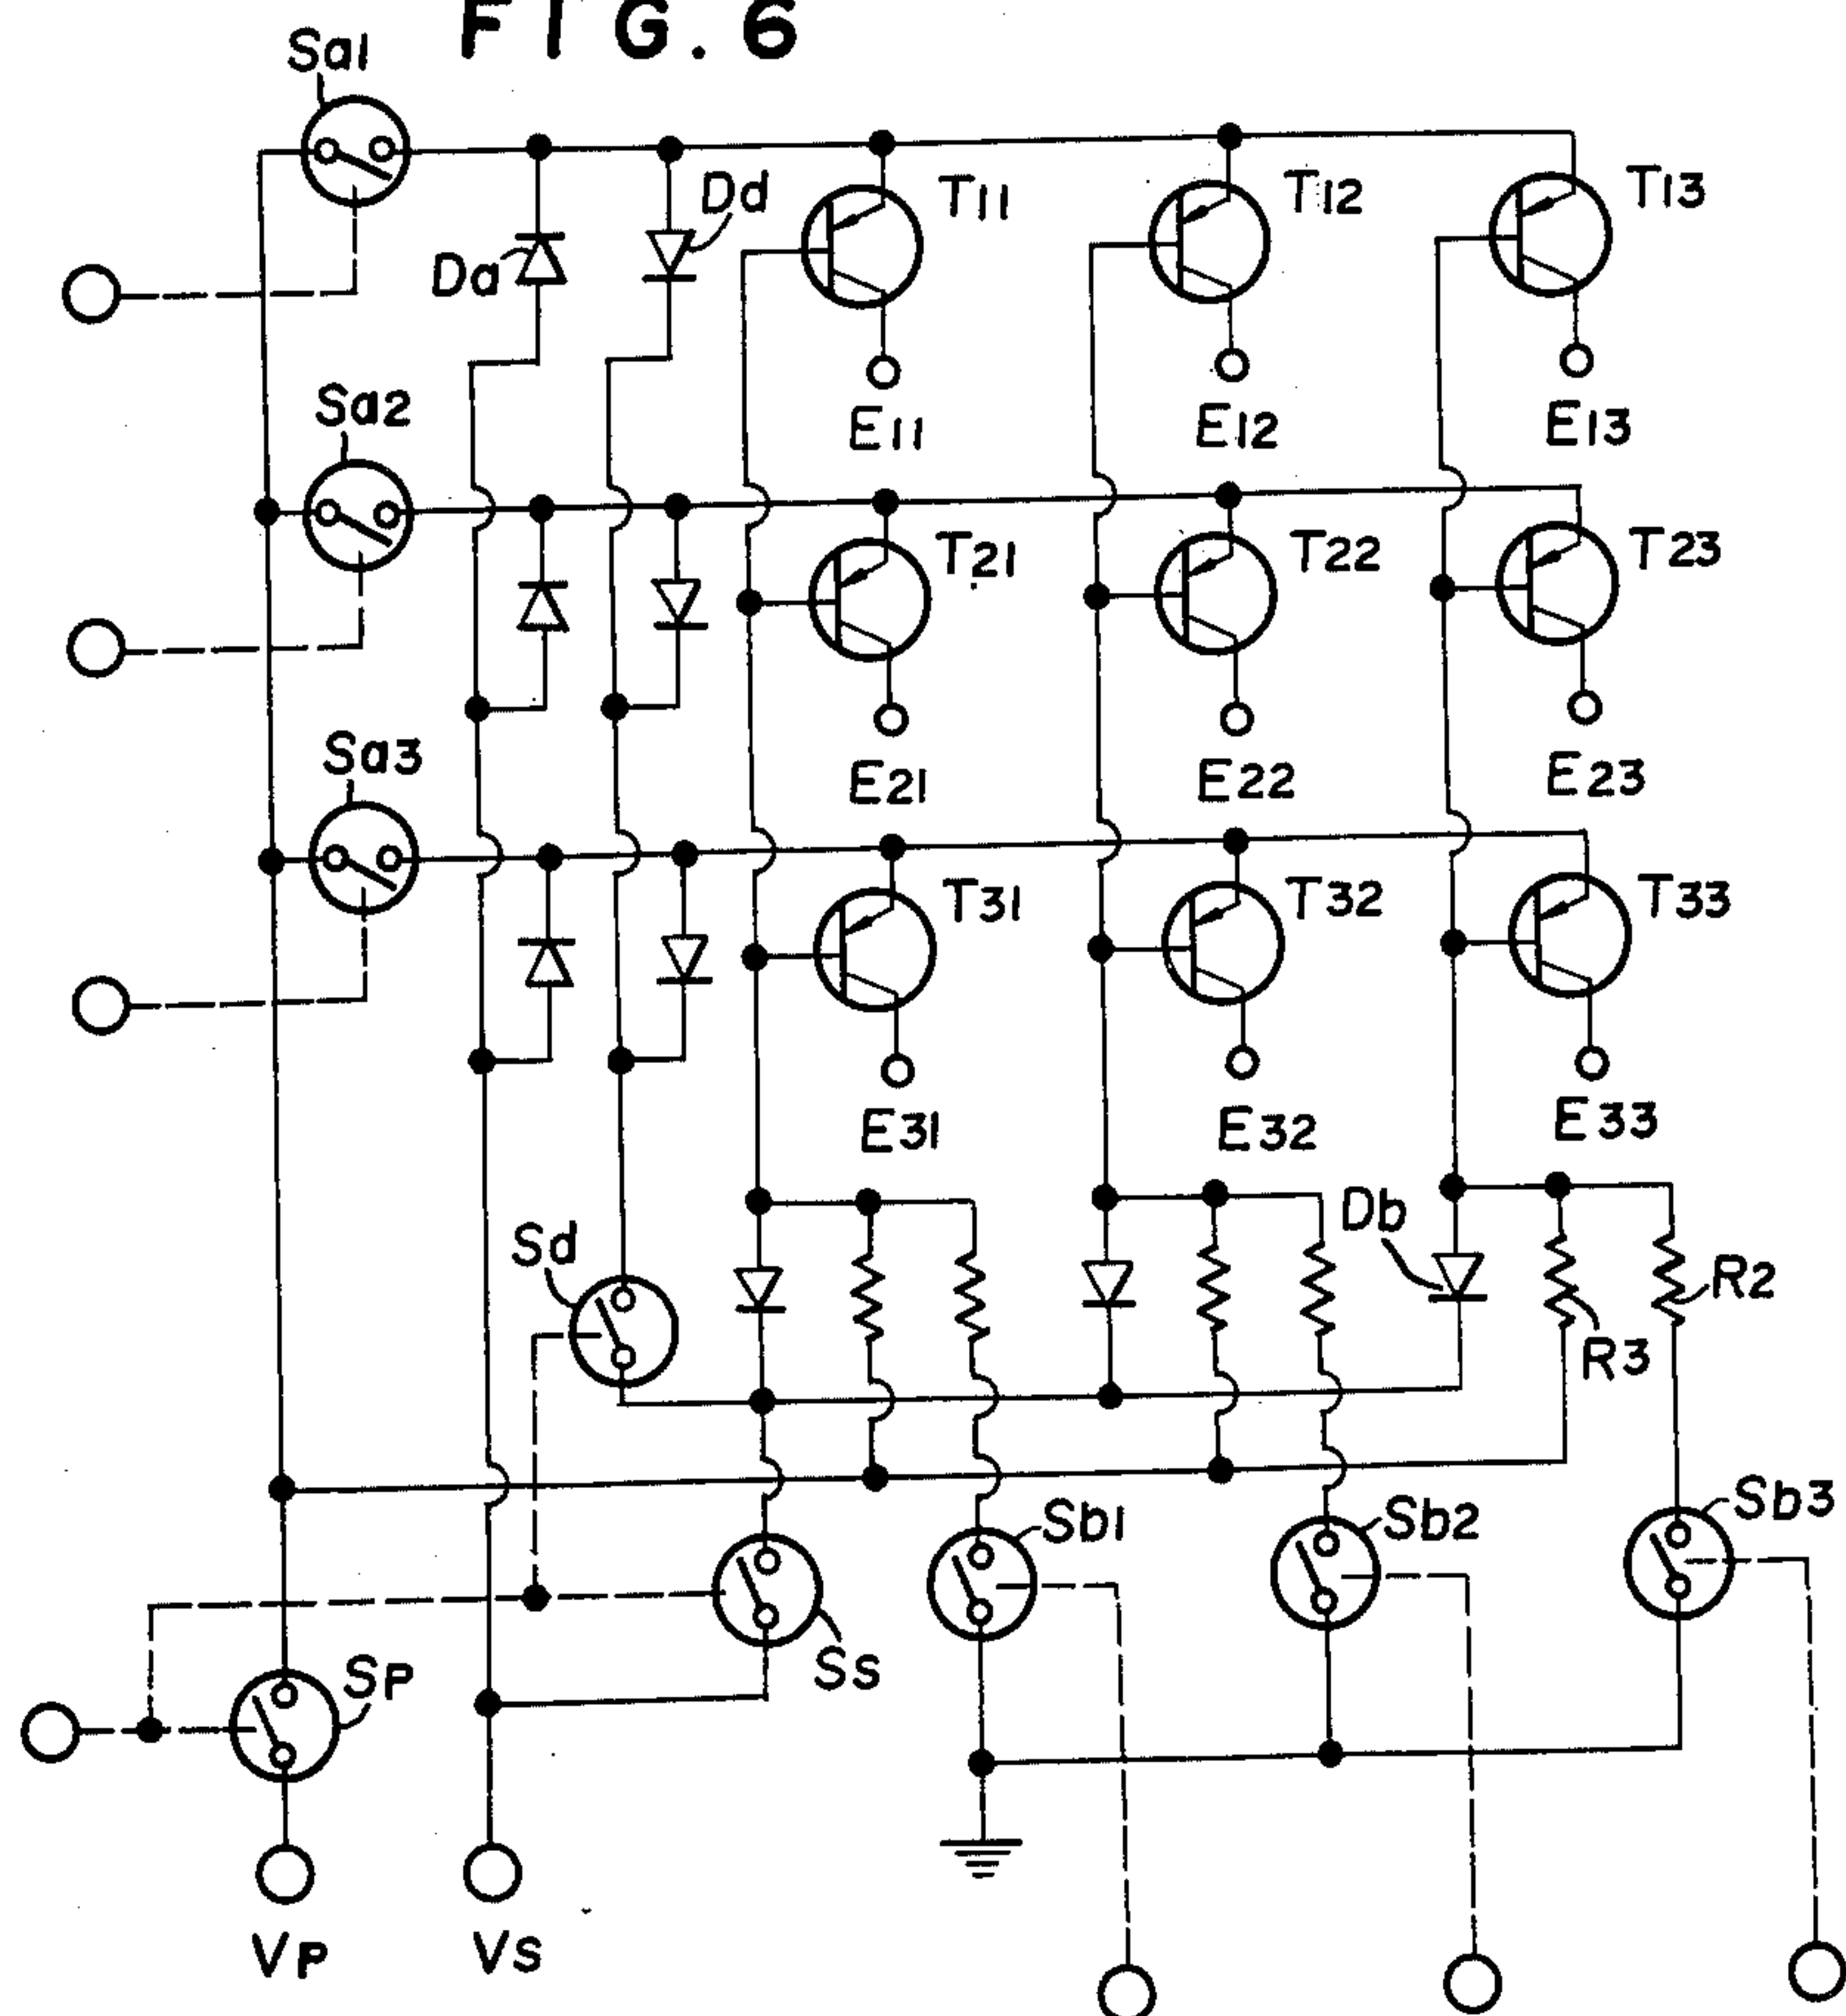 FIG. 6
Sa1
Da
Dd
T11
T12
T13
E11
E12
E13
Sa2
T21
T22
T23
E21
E22
E23
Sa3
T31
T32
T33
E31
E32
E33
Sd
Db
R3
R2
Sb1
Sb2
Sb3
SP
SS
VP
VS